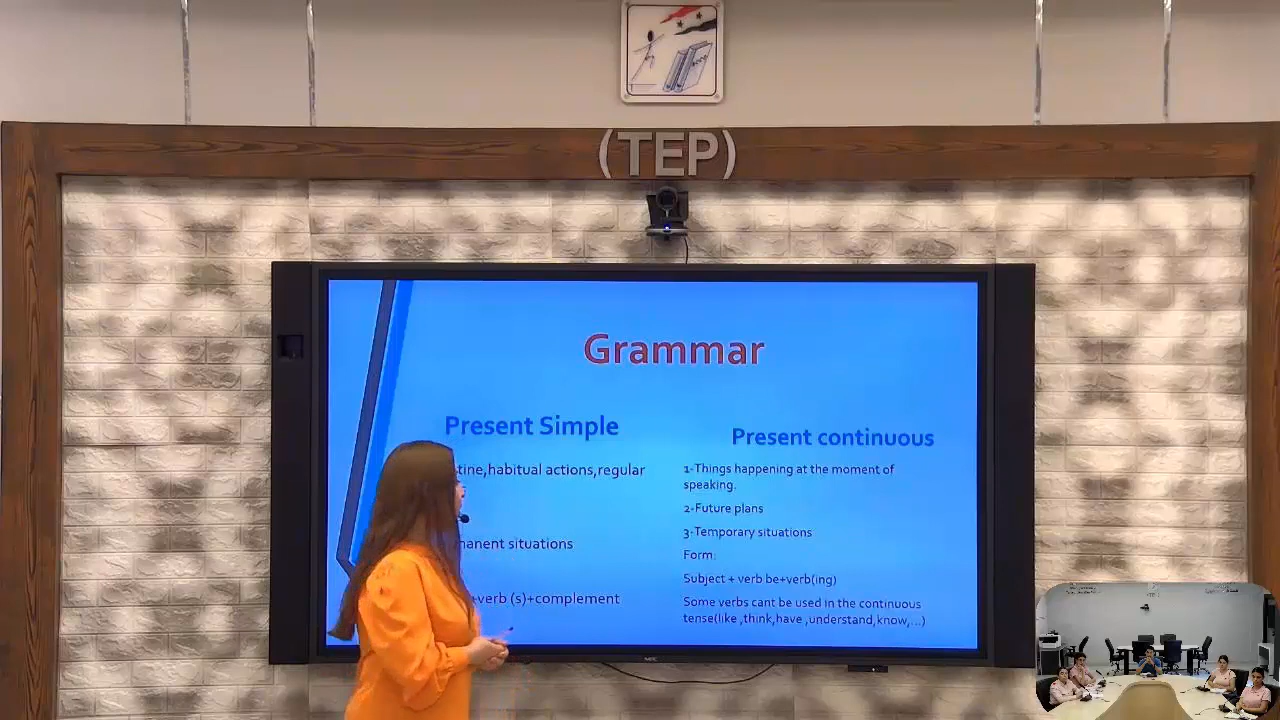 (TEP)
Grammar
Present Simple
,habitual actions,regular
situations
+verb (s)+complement
Present continuous
1-Things happening at the moment of
speaking.
2-Future plans
3-Temporary situations
Form:
Subject + verb be+verb(ing)
Some verbs cant be used in the continuous
tense(like ,think,have ,understand,know,...)
NEC